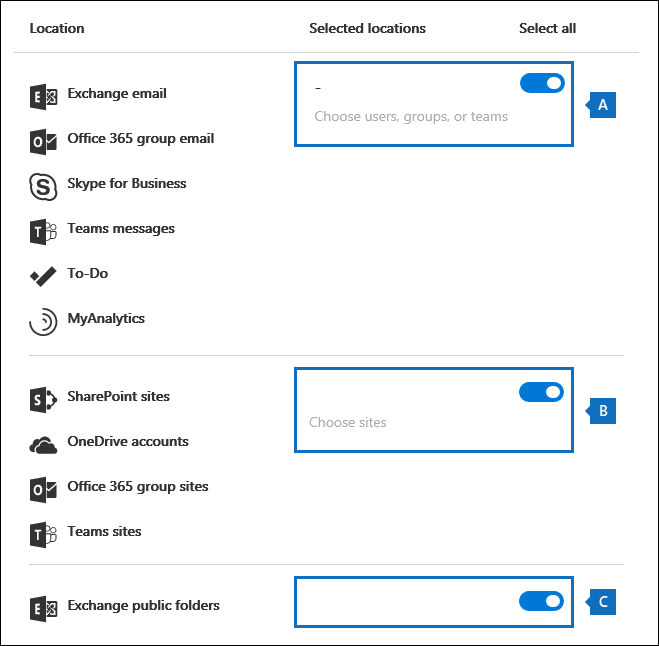 Location Selected locations Select all
Exchange email - 
Choose users, groups, or teams
A
Office 365 group email
Skype for Business
Teams messages
To-Do
MyAnalytics
SharePoint sites
Choose sites
B
OneDrive accounts
Office 365 group sites
Teams sites
Exchange public folders
C